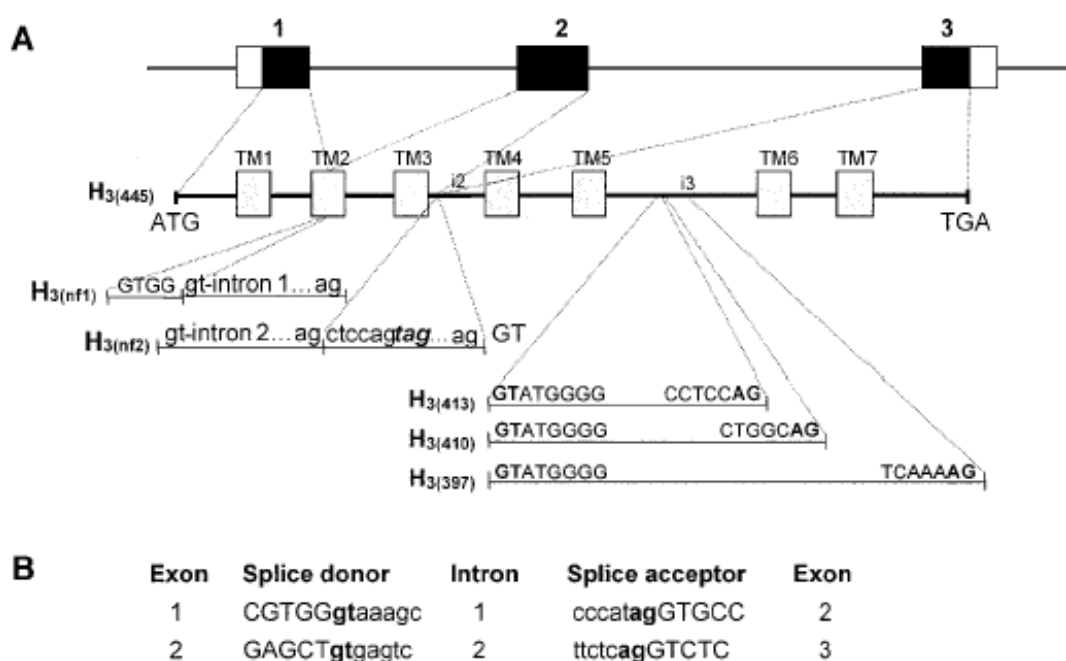 A
1 2 3
TM1 TM2 TM3 TM4 TM5 TM6 TM7
i2 i3
H3(445)
ATG TGA
H3(nf1) GTGG gt-intron 1... ag
H3(nf2) gt-intron 2... ag ctccagtag... ag GT
H3(413) GTATGGGG CCTCCAG
H3(410) GTATGGGG CTGGCAG
H3(397) GTATGGGG TCAAAAG
B
Exon Splice donor Intron Splice acceptor Exon
1 CGTGGgtaaagc 1 cccatagGTGCC 2
2 GAGCTgtgagtc 2 ttctcagGTCTC 3